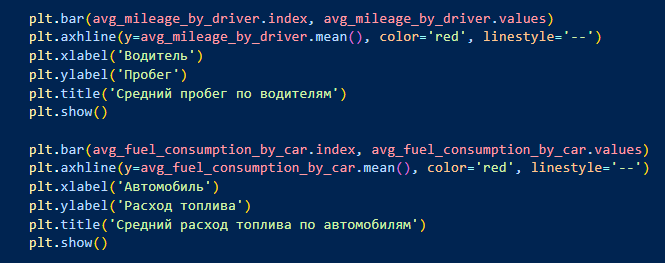 plt.bar(avg_mileage_by_driver.index, avg_mileage_by_driver.values)
plt.axhline(y=avg_mileage_by_driver.mean(), color='red', linestyle='--')
plt.xlabel('Водитель')
plt.ylabel('Пробег')
plt.title('Средний пробег по водителям')
plt.show()

plt.bar(avg_fuel_consumption_by_car.index, avg_fuel_consumption_by_car.values)
plt.axhline(y=avg_fuel_consumption_by_car.mean(), color='red', linestyle='--')
plt.xlabel('Автомобиль')
plt.ylabel('Расход топлива')
plt.title('Средний расход топлива по автомобилям')
plt.show()